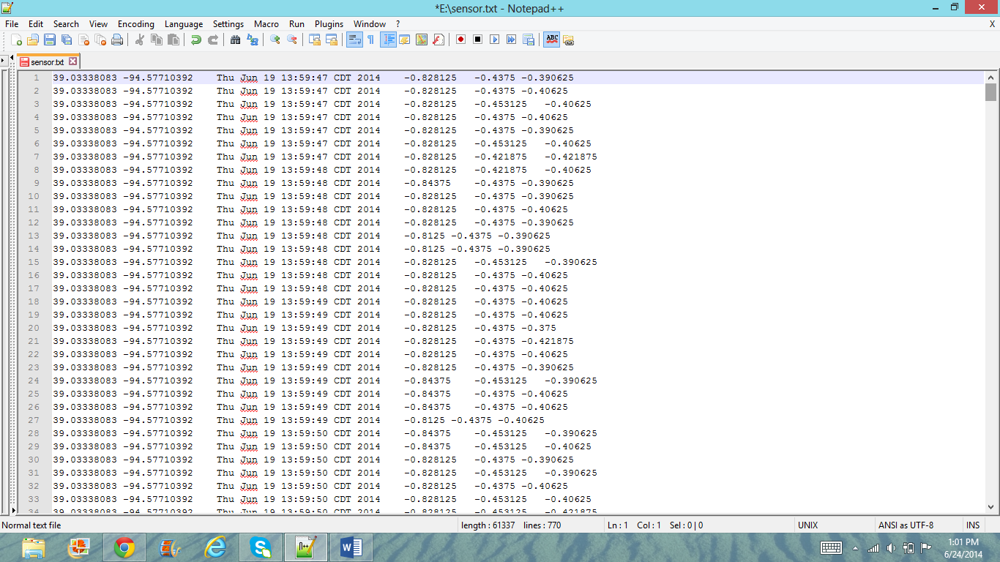 *E:\sensor.txt - Notepad++
File Edit Search View Encoding Language Settings Macro Run Plugins Window ? X
ABC
sensor.txt
1 39.03338083 -94.57710392 Thu Jun 19 13:59:47 CDT 2014 -0.828125 -0.4375 -0.390625
2 39.03338083 -94.57710392 Thu Jun 19 13:59:47 CDT 2014 -0.828125 -0.4375 -0.40625
3 39.03338083 -94.57710392 Thu Jun 19 13:59:47 CDT 2014 -0.828125 -0.453125 -0.40625
4 39.03338083 -94.57710392 Thu Jun 19 13:59:47 CDT 2014 -0.828125 -0.4375 -0.40625
5 39.03338083 -94.57710392 Thu Jun 19 13:59:47 CDT 2014 -0.828125 -0.4375 -0.390625
6 39.03338083 -94.57710392 Thu Jun 19 13:59:47 CDT 2014 -0.828125 -0.453125 -0.40625
7 39.03338083 -94.57710392 Thu Jun 19 13:59:47 CDT 2014 -0.828125 -0.421875 -0.421875
8 39.03338083 -94.57710392 Thu Jun 19 13:59:48 CDT 2014 -0.828125 -0.421875 -0.40625
9 39.03338083 -94.57710392 Thu Jun 19 13:59:48 CDT 2014 -0.84375 -0.4375 -0.390625
10 39.03338083 -94.57710392 Thu Jun 19 13:59:48 CDT 2014 -0.828125 -0.4375 -0.390625
11 39.03338083 -94.57710392 Thu Jun 19 13:59:48 CDT 2014 -0.828125 -0.4375 -0.40625
12 39.03338083 -94.57710392 Thu Jun 19 13:59:48 CDT 2014 -0.828125 -0.4375 -0.390625
13 39.03338083 -94.57710392 Thu Jun 19 13:59:48 CDT 2014 -0.8125 -0.4375 -0.390625
14 39.03338083 -94.57710392 Thu Jun 19 13:59:48 CDT 2014 -0.8125 -0.4375 -0.390625
15 39.03338083 -94.57710392 Thu Jun 19 13:59:48 CDT 2014 -0.828125 -0.453125 -0.390625
16 39.03338083 -94.57710392 Thu Jun 19 13:59:48 CDT 2014 -0.828125 -0.4375 -0.40625
17 39.03338083 -94.57710392 Thu Jun 19 13:59:48 CDT 2014 -0.828125 -0.4375 -0.40625
18 39.03338083 -94.57710392 Thu Jun 19 13:59:49 CDT 2014 -0.828125 -0.4375 -0.40625
19 39.03338083 -94.57710392 Thu Jun 19 13:59:49 CDT 2014 -0.828125 -0.4375 -0.40625
20 39.03338083 -94.57710392 Thu Jun 19 13:59:49 CDT 2014 -0.828125 -0.4375 -0.375
21 39.03338083 -94.57710392 Thu Jun 19 13:59:49 CDT 2014 -0.828125 -0.4375 -0.421875
22 39.03338083 -94.57710392 Thu Jun 19 13:59:49 CDT 2014 -0.828125 -0.4375 -0.40625
23 39.03338083 -94.57710392 Thu Jun 19 13:59:49 CDT 2014 -0.828125 -0.4375 -0.390625
24 39.03338083 -94.57710392 Thu Jun 19 13:59:49 CDT 2014 -0.84375 -0.453125 -0.390625
25 39.03338083 -94.57710392 Thu Jun 19 13:59:49 CDT 2014 -0.84375 -0.4375 -0.40625
26 39.03338083 -94.57710392 Thu Jun 19 13:59:49 CDT 2014 -0.84375 -0.4375 -0.40625
27 39.03338083 -94.57710392 Thu Jun 19 13:59:49 CDT 2014 -0.8125 -0.4375 -0.40625
28 39.03338083 -94.57710392 Thu Jun 19 13:59:50 CDT 2014 -0.84375 -0.453125 -0.390625
29 39.03338083 -94.57710392 Thu Jun 19 13:59:50 CDT 2014 -0.84375 -0.453125 -0.40625
30 39.03338083 -94.57710392 Thu Jun 19 13:59:50 CDT 2014 -0.828125 -0.4375 -0.390625
31 39.03338083 -94.57710392 Thu Jun 19 13:59:50 CDT 2014 -0.828125 -0.453125 -0.390625
32 39.03338083 -94.57710392 Thu Jun 19 13:59:50 CDT 2014 -0.828125 -0.4375 -0.40625
33 39.03338083 -94.57710392 Thu Jun 19 13:59:50 CDT 2014 -0.828125 -0.453125 -0.40625
34 39.03338083 -94.57710392 Thu Jun 19 13:59:50 CDT 2014 -0.828125 -0.453125 -0.421875
Normal text file length : 61337 lines : 770 Ln : 1 Col : 1 Sel : 0 | 0 UNIX ANSI as UTF-8 INS
1:01 PM
6/24/2014